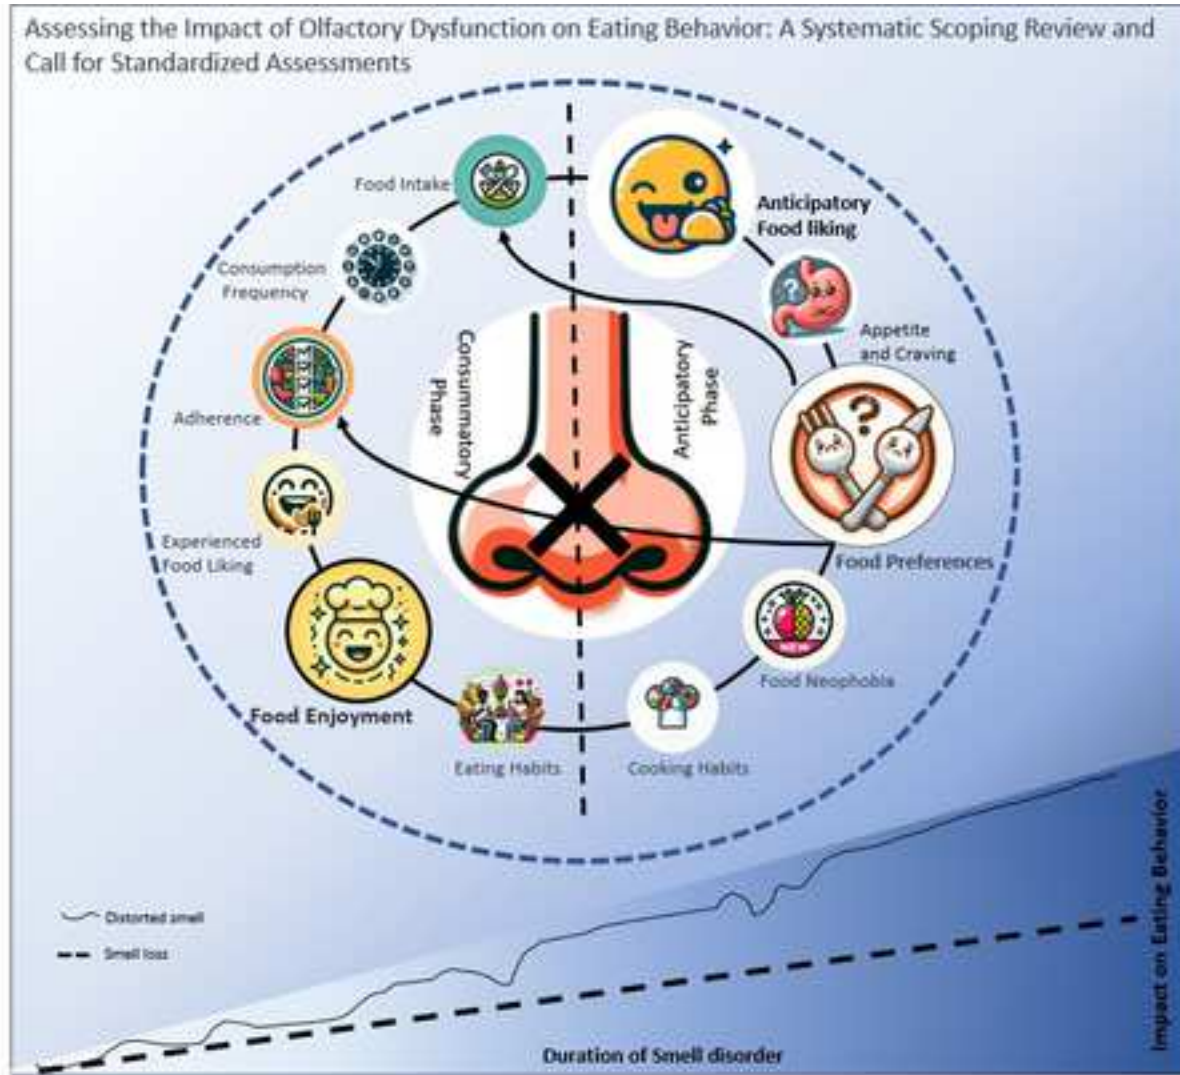 Assessing the Impact of Olfactory Dysfunction on Eating Behavior: A Systematic Scoping Review and
Call for Standardized Assessments
Food Intake
Anticipatory
Food liking
Consumption
Frequency
Appetite
and Craving
Consummatory
Phase
Anticipatory
Phase
Adherence
Experienced
Food Liking
Food Preferences
NEW
Food Neophobia
Food Enjoyment
Eating Habits
Cooking Habits
Distorted smell
Smell loss
Impact on Eating Behavior
Duration of Smell disorder